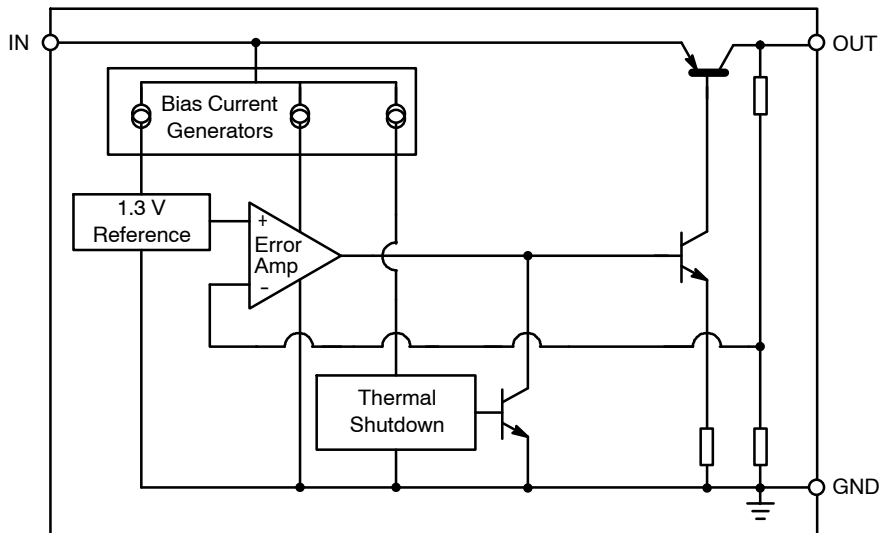 IN
OUT
Bias Current
Generators
1.3 V
Reference
+
Error
Amp
−
Thermal
Shutdown
GND